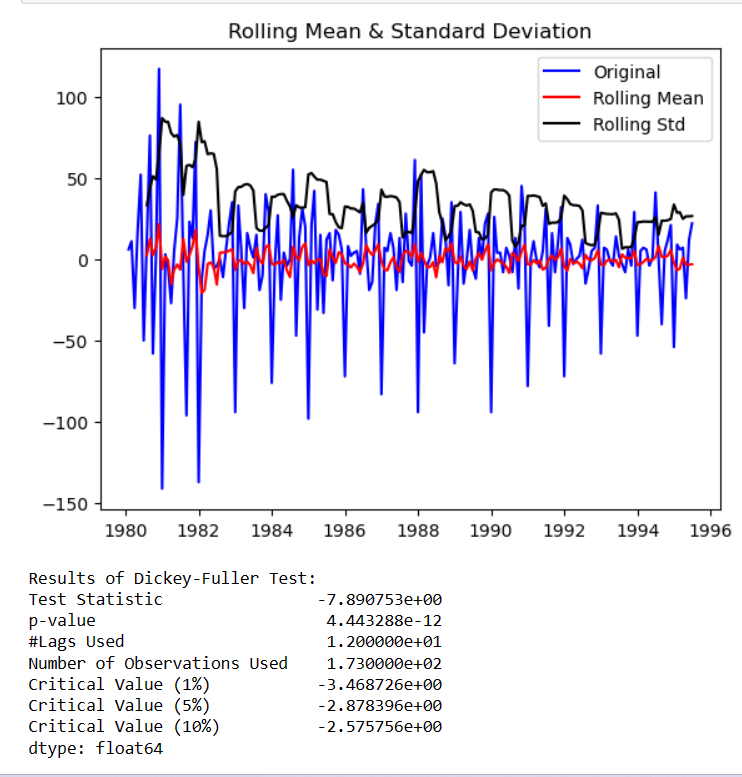 Rolling Mean & Standard Deviation
Original
Rolling Mean
Rolling Std
100
50
0
−50
−100
−150
1980 1982 1984 1986 1988 1990 1992 1994 1996
Results of Dickey-Fuller Test:
Test Statistic -7.890753e+00
p-value 4.443288e-12
#Lags Used 1.200000e+01
Number of Observations Used 1.730000e+02
Critical Value (1%) -3.468726e+00
Critical Value (5%) -2.878396e+00
Critical Value (10%) -2.575756e+00
dtype: float64